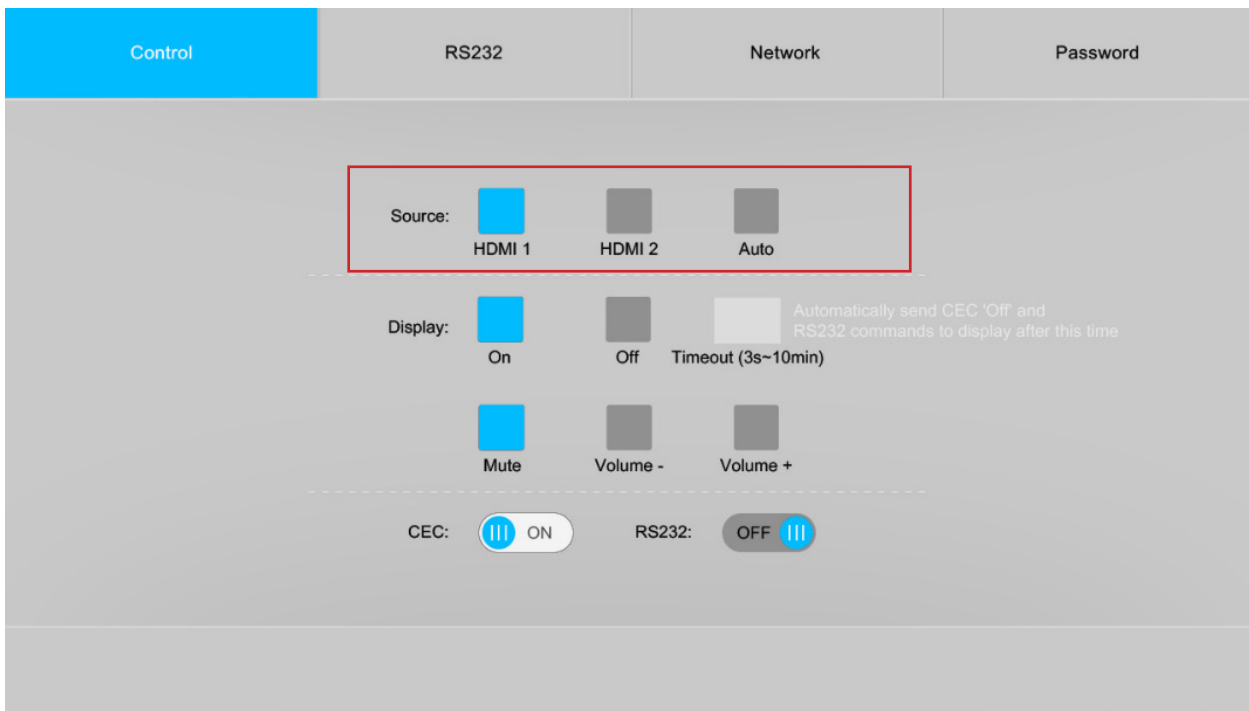 Control RS232 Network Password
Source:
HDMI 1 HDMI 2 Auto
Display:
Automatically send CEC 'Off' and
RS232 commands to display after this time
On Off Timeout (3s~10min)
Mute Volume - Volume +
CEC: ON RS232: OFF